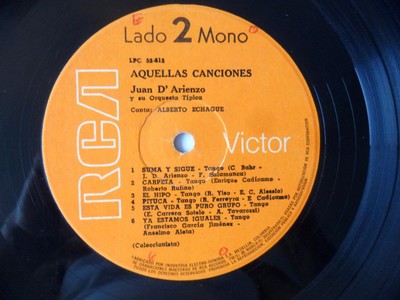 Lado 2 Mono
LPC 52-612
AQUELLAS CANCIONES
Juan D' Arienzo
y su Orquesta Típica
Canta: ALBERTO ECHAGUE
RCA
Victor
1 SUMA Y SIGUE - Tango (C. Bahr -
J. D. Arienzo - F. Salamanca)
2 CARPETA - Tango (Enrique Cadícamo -
Roberto Rufino)
3 EL HIPO - Tango (R. Yiso - E. C. Alessio)
4 PITUCA - Tango (R. Ferreyra - E. Cadícamo)
5 ESTA VIDA ES PURO GRUPO - Tango
(E. Carrera Sotelo - A. Tavarozzi)
6 YA ESTAMOS IGUALES - Tango
(Francisco García Jiménez -
Anselmo Aieta)
(Coleccionista)